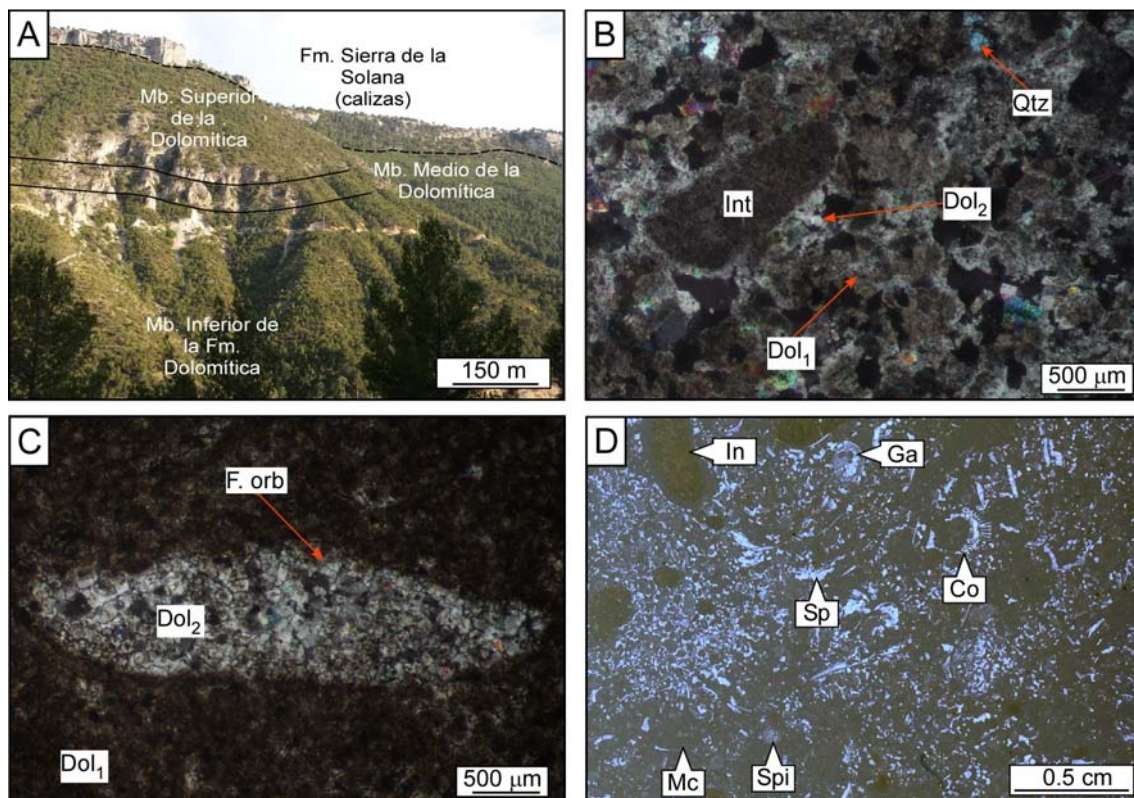 A
Fm. Sierra de la
Solana
(calizas)
Mb. Superior
de la
Dolomítica
Mb. Medio de la
Dolomítica
Mb. Inferior de
la Fm.
Dolomítica
150 m
B
Qtz
Int
Dol2
Dol1
500 μm
C
F. orb
Dol2
Dol1
500 μm
D
In
Ga
Sp
Co
Mc
Spi
0.5 cm